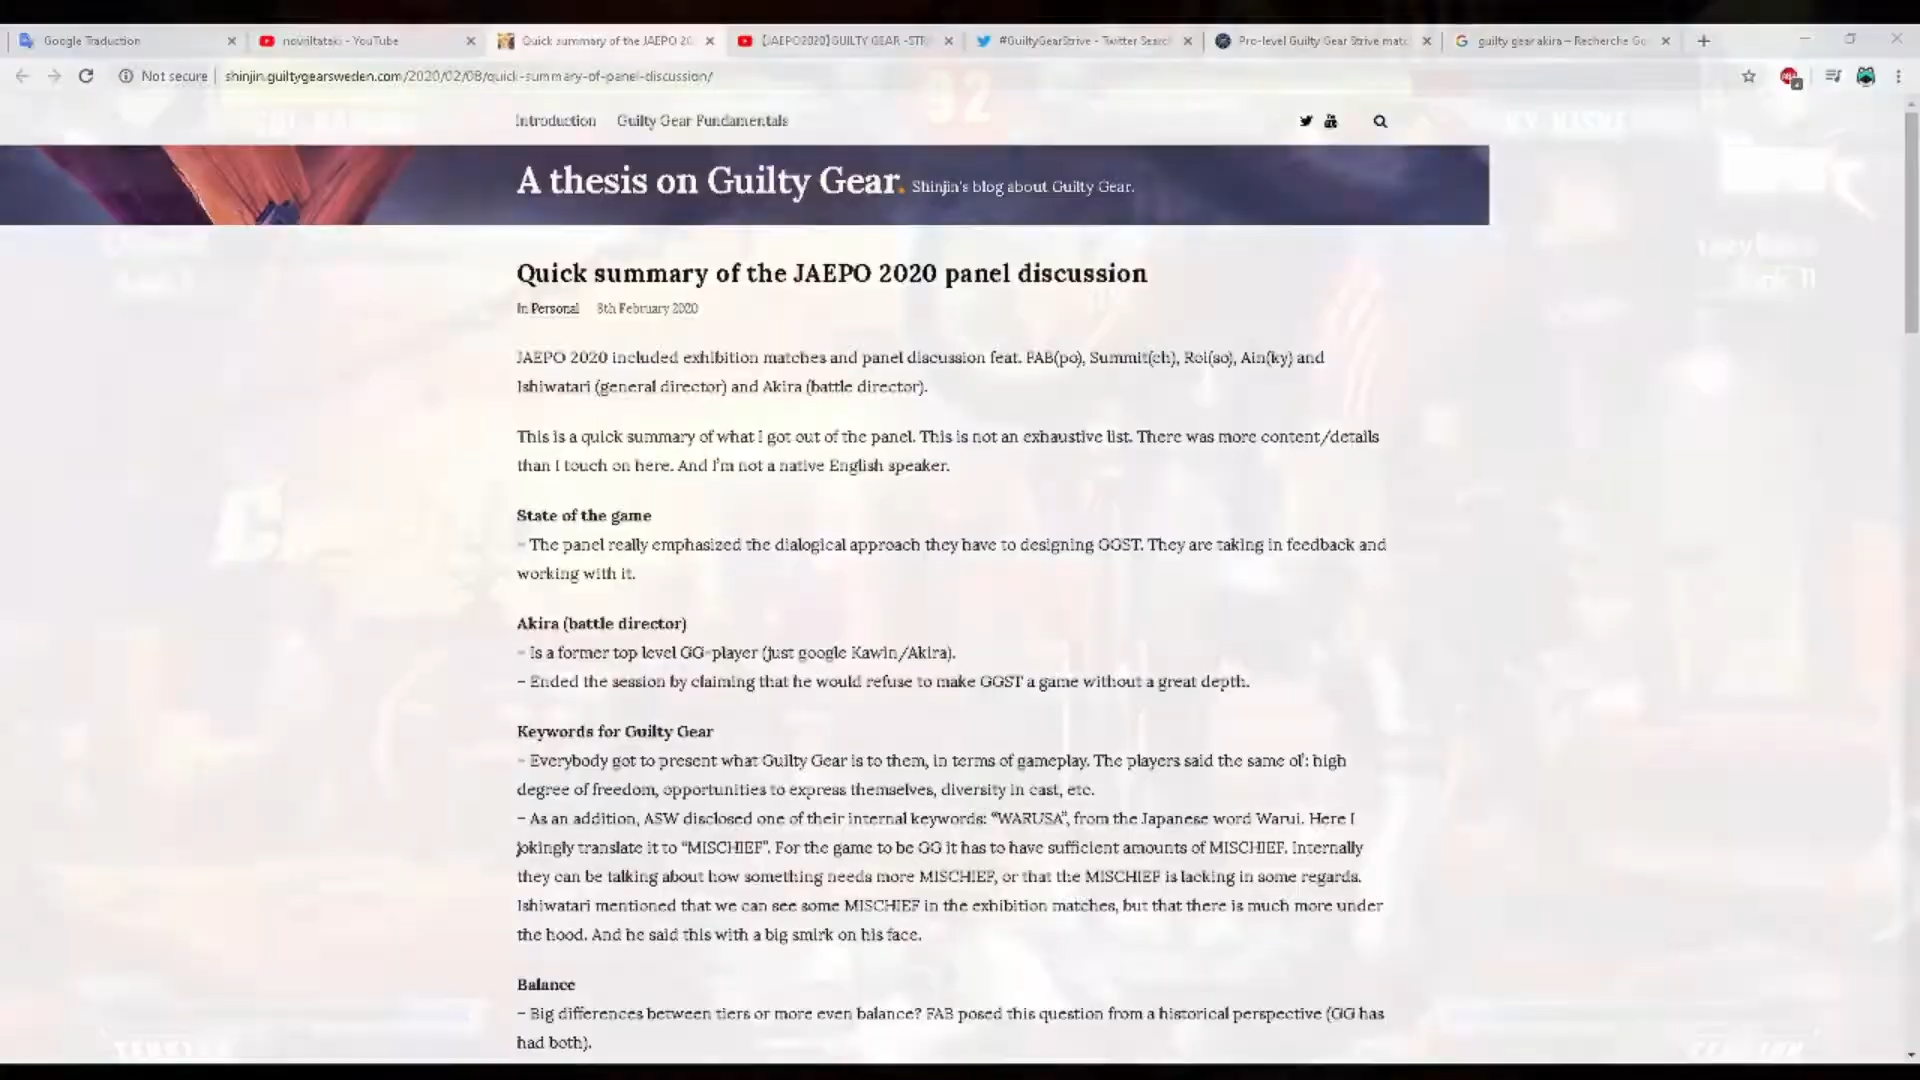 Google Traduction
novriltataki - YouTube
Quick summary of the JAEPO 20
[JAEPO2020]GUILTY GEAR -STR
#GuiltyGearStrive - Twitter Search
Pro-level Guilty Gear Strive matc
guilty gear akira – Recherche Go
Not secure
shinjin.guiltygearsweden.com/2020/02/08/quick-summary-of-panel-discussion/
92
Introduction
Guilty Gear Fundamentals
A thesis on Guilty Gear. Shinjin's blog about Guilty Gear.
Quick summary of the JAEPO 2020 panel discussion
In Personal 8th February 2020
JAEPO 2020 included exhibition matches and panel discussion feat. FAB(po), Summit(ch), Roi(so), Ain(ky) and
Ishiwatari (general director) and Akira (battle director).
This is a quick summary of what I got out of the panel. This is not an exhaustive list. There was more content/details
than I touch on here. And I'm not a native English speaker.
State of the game
– The panel really emphasized the dialogical approach they have to designing GGST. They are taking in feedback and
working with it.
Akira (battle director)
– Is a former top level GG-player (just google Kawin/Akira).
– Ended the session by claiming that he would refuse to make GGST a game without a great depth.
Keywords for Guilty Gear
– Everybody got to present what Guilty Gear is to them, in terms of gameplay. The players said the same ol': high
degree of freedom, opportunities to express themselves, diversity in cast, etc.
– As an addition, ASW disclosed one of their internal keywords: “WARUSA”, from the Japanese word Warui. Here I
jokingly translate it to “MISCHIEF”. For the game to be GG it has to have sufficient amounts of MISCHIEF. Internally
they can be talking about how something needs more MISCHIEF, or that the MISCHIEF is lacking in some regards.
Ishiwatari mentioned that we can see some MISCHIEF in the exhibition matches, but that there is much more under
the hood. And he said this with a big smirk on his face.
Balance
– Big differences between tiers or more even balance? FAB posed this question from a historical perspective (GG has
had both).